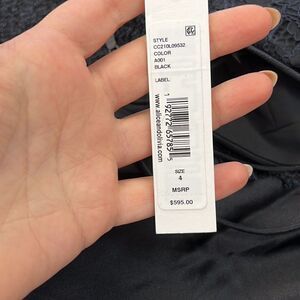 STYLE
CC210L09532
COLOR
A001
BLACK
LABEL
www.aliceandolivia.com
SIZE
4
MSRP
$595.00